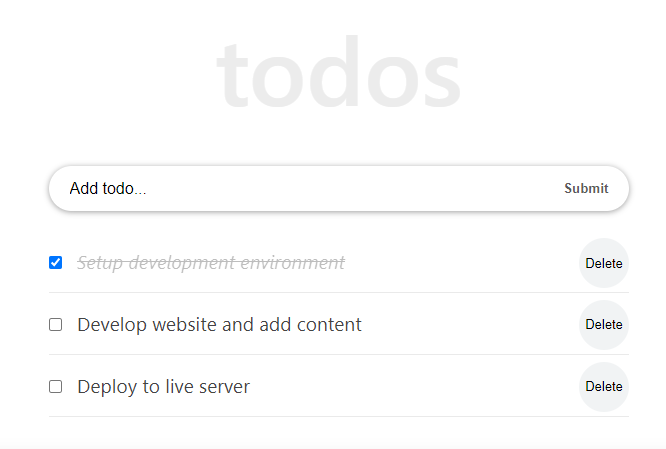 todos
Add todo...
Submit
Setup development environment
Delete
Develop website and add content
Delete
Deploy to live server
Delete